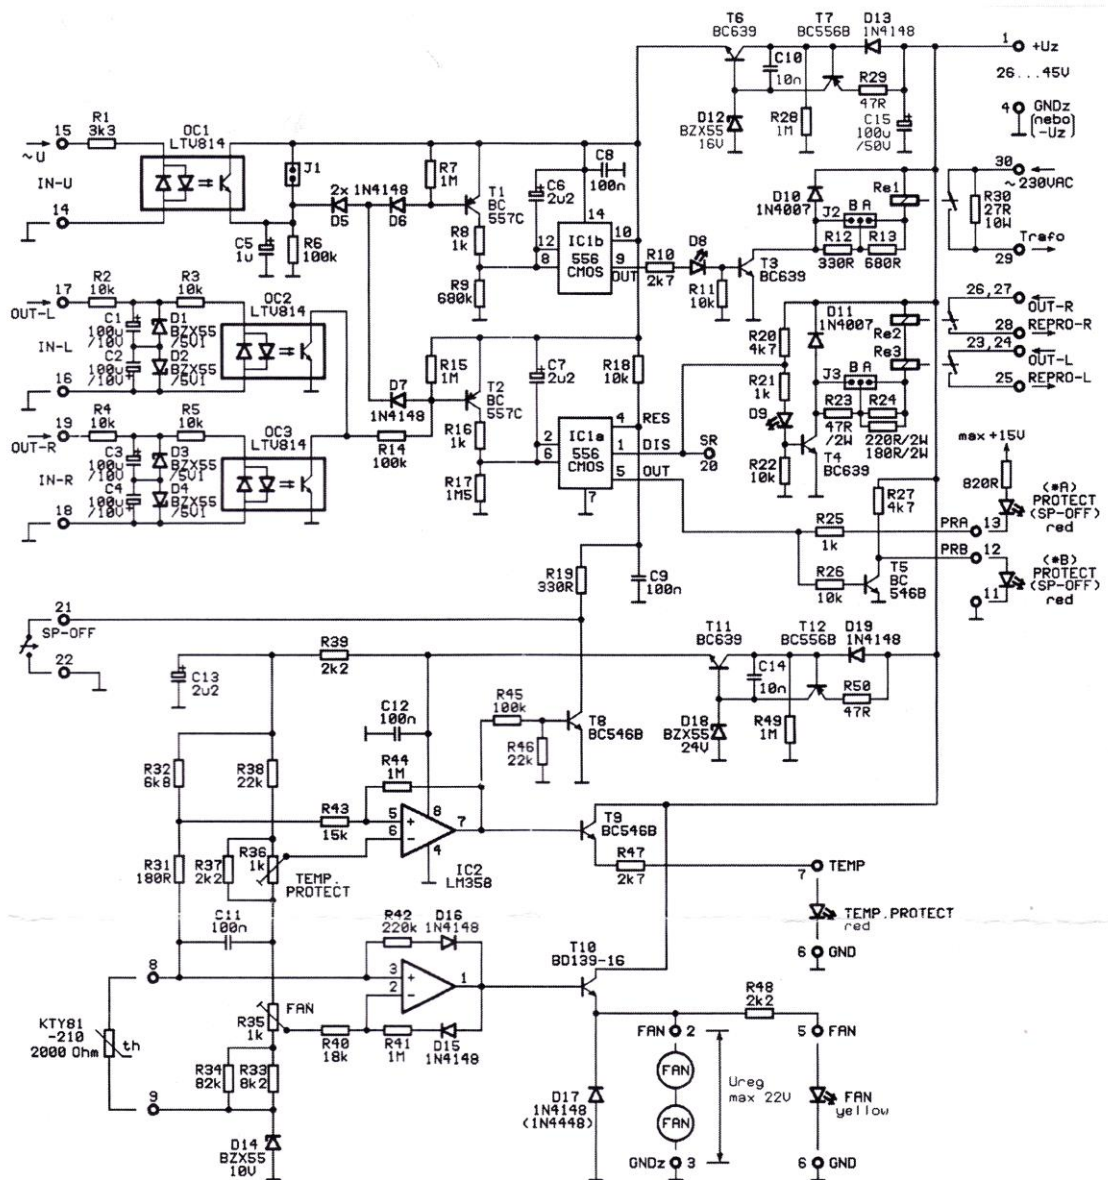 T6
BC639
T7
BC556B
D13
1N4148
1
+Uz
26...45V
C10
10n
R29
47R
D12
BZX55
16V
R28
1M
C15
100u
/50V
4
GNDz
(nebo
-Uz)
15
R1
3k3
~U
IN-U
14
OC1
LTV814
J1
C5
1u
R6
100k
2x 1N4148
D5
D6
R7
1M
T1
BC
557C
R8
1k
R9
680k
C6
2u2
C8
100n
14
10
12
8
9
OUT
IC1b
556
CMOS
R10
2k7
D8
R11
10k
T3
BC639
D10
1N4007
J2
B A
R12
330R
R13
680R
Re1
30
~230VAC
R30
27R
10W
Trafo
29
17
OUT-L
R2
10k
R3
10k
C1
100u
/10V
D1
BZX55
/5V1
IN-L
C2
100u
/10V
D2
BZX55
/5V1
16
OC2
LTV814
19
OUT-R
R4
10k
R5
10k
C3
100u
/10V
D3
BZX55
/5V1
IN-R
C4
100u
/10V
D4
BZX55
/5V1
18
OC3
LTV814
R15
1M
D7
1N4148
R14
100k
T2
BC
557C
R16
1k
R17
1M5
C7
2u2
R18
10k
IC1a
556
CMOS
2
6
4
RES
1
DIS
5
OUT
7
SR
20
R20
4k7
R21
1k
D9
R22
10k
D11
1N4007
J3
B A
R23
47R
/2W
R24
220R/2W
180R/2W
T4
BC639
Re2
Re3
26,27
OUT-R
28
REPRO-R
23,24
OUT-L
25
REPRO-L
max +15V
820R
(*A)
PROTECT
(SP-OFF)
red
PRA
13
PRB
12
(*B)
PROTECT
(SP-OFF)
red
11
R27
4k7
R25
1k
R26
10k
T5
BC
546B
R19
330R
C9
100n
21
SP-OFF
22
R39
2k2
C13
2u2
T11
BC639
T12
BC556B
D19
1N4148
C14
10n
R50
47R
D18
BZX55
24V
R49
1M
C12
100n
R45
100k
R46
22k
T8
BC546B
R32
6k8
R38
22k
R44
1M
R43
15k
5
+
6
-
8
7
4
IC2
LM358
T9
BC546B
R47
2k7
7
TEMP
TEMP.PROTECT
red
6
GND
R31
180R
R37
2k2
R36
1k
TEMP.
PROTECT
C11
100n
R42
220k
D16
1N4148
8
3
+
2
-
1
T10
BD139-16
R48
2k2
KTY81
-210
2000 Ohm
th
R35
1k
FAN
R40
18k
R41
1M
D15
1N4148
R34
82k
R33
8k2
9
D14
BZX55
10V
D17
1N4148
(1N4448)
FAN
2
FAN
FAN
GNDz
3
Ureg
max 22V
5
FAN
FAN
yellow
6
GND